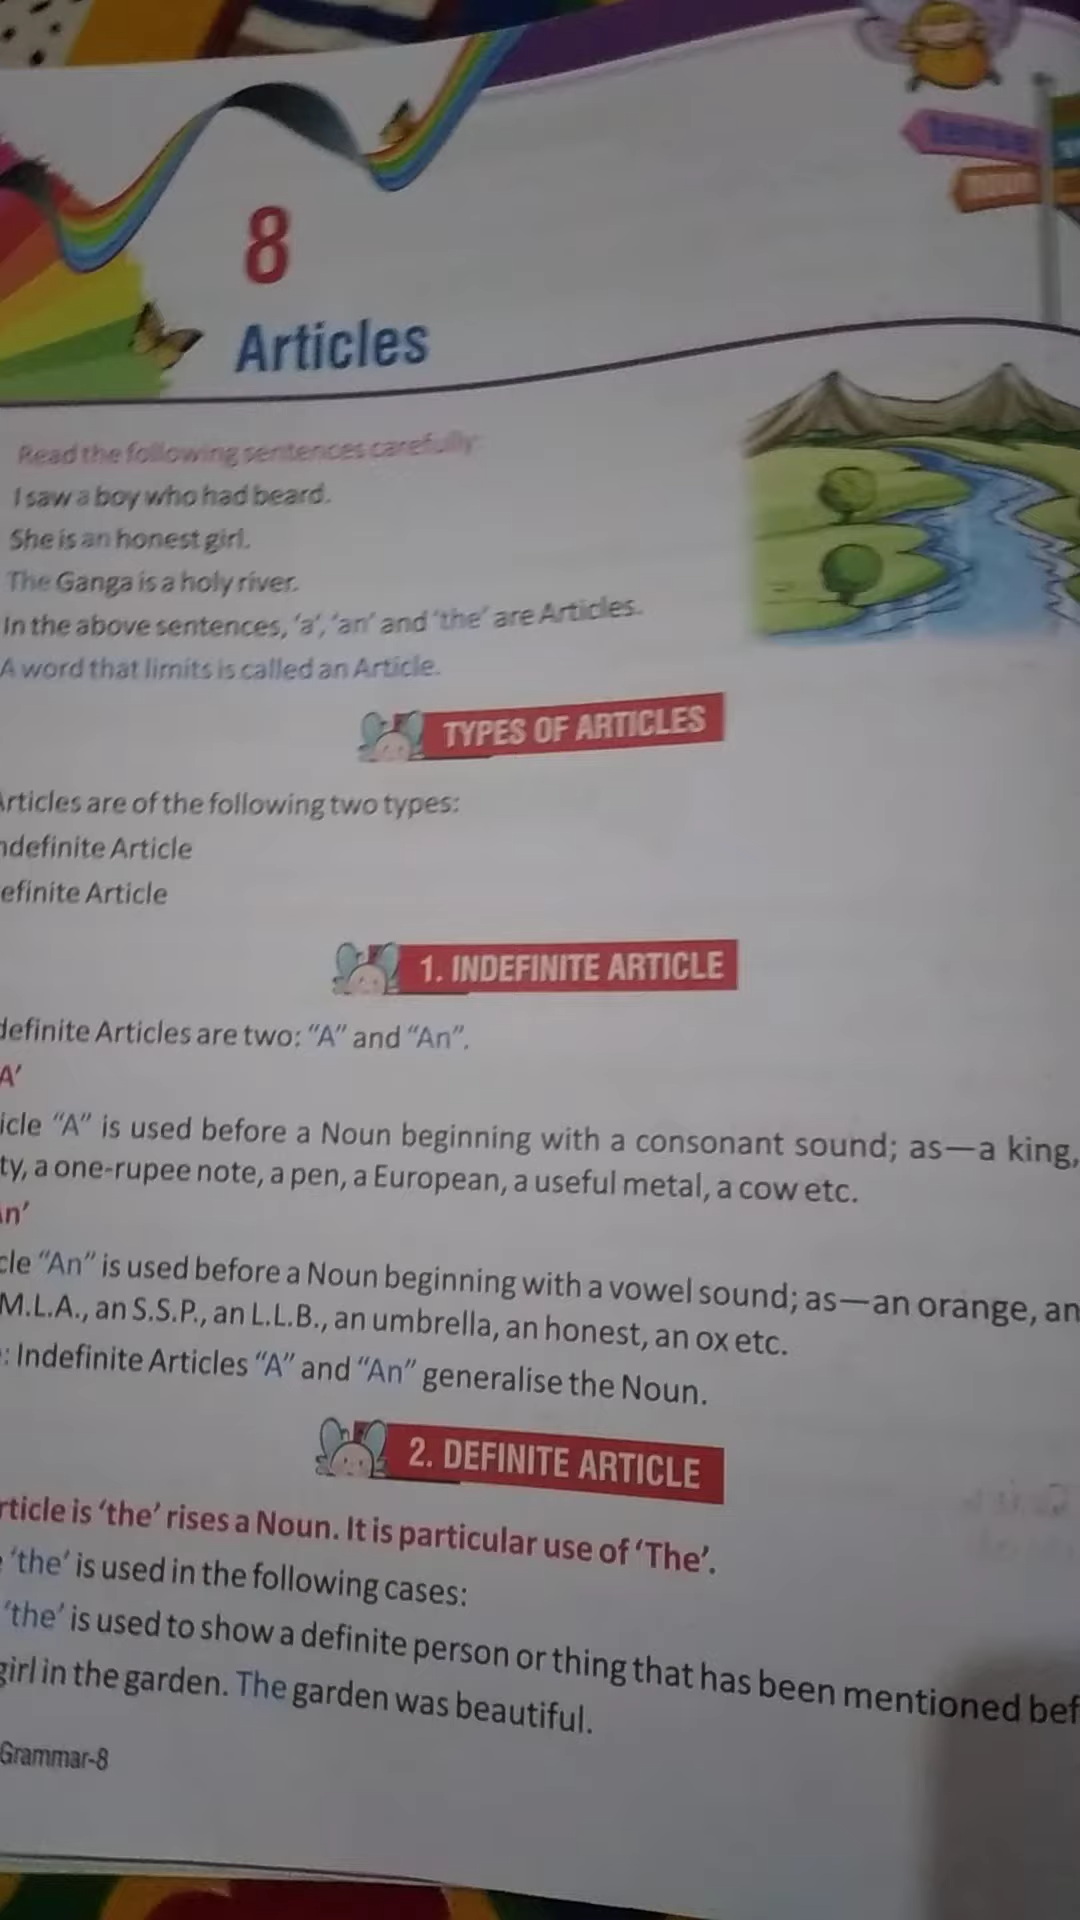 tense
noun
8
Articles
Read the following sentences carefully:
I saw a boy who had beard.
She is an honest girl.
The Ganga is a holy river.
In the above sentences, 'a', 'an' and 'the' are Articles.
A word that limits is called an Article.
TYPES OF ARTICLES
Articles are of the following two types:
ndefinite Article
efinite Article
1. INDEFINITE ARTICLE
definite Articles are two: "A" and "An".
A'
icle "A" is used before a Noun beginning with a consonant sound; as—a king,
ty, a one-rupee note, a pen, a European, a useful metal, a cow etc.
An'
cle "An" is used before a Noun beginning with a vowel sound; as—an orange, an
M.L.A., an S.S.P., an L.L.B., an umbrella, an honest, an ox etc.
: Indefinite Articles "A" and "An" generalise the Noun.
2. DEFINITE ARTICLE
rticle is 'the' rises a Noun. It is particular use of 'The'.
'the' is used in the following cases:
'the' is used to show a definite person or thing that has been mentioned bef
girl in the garden. The garden was beautiful.
Grammar-8